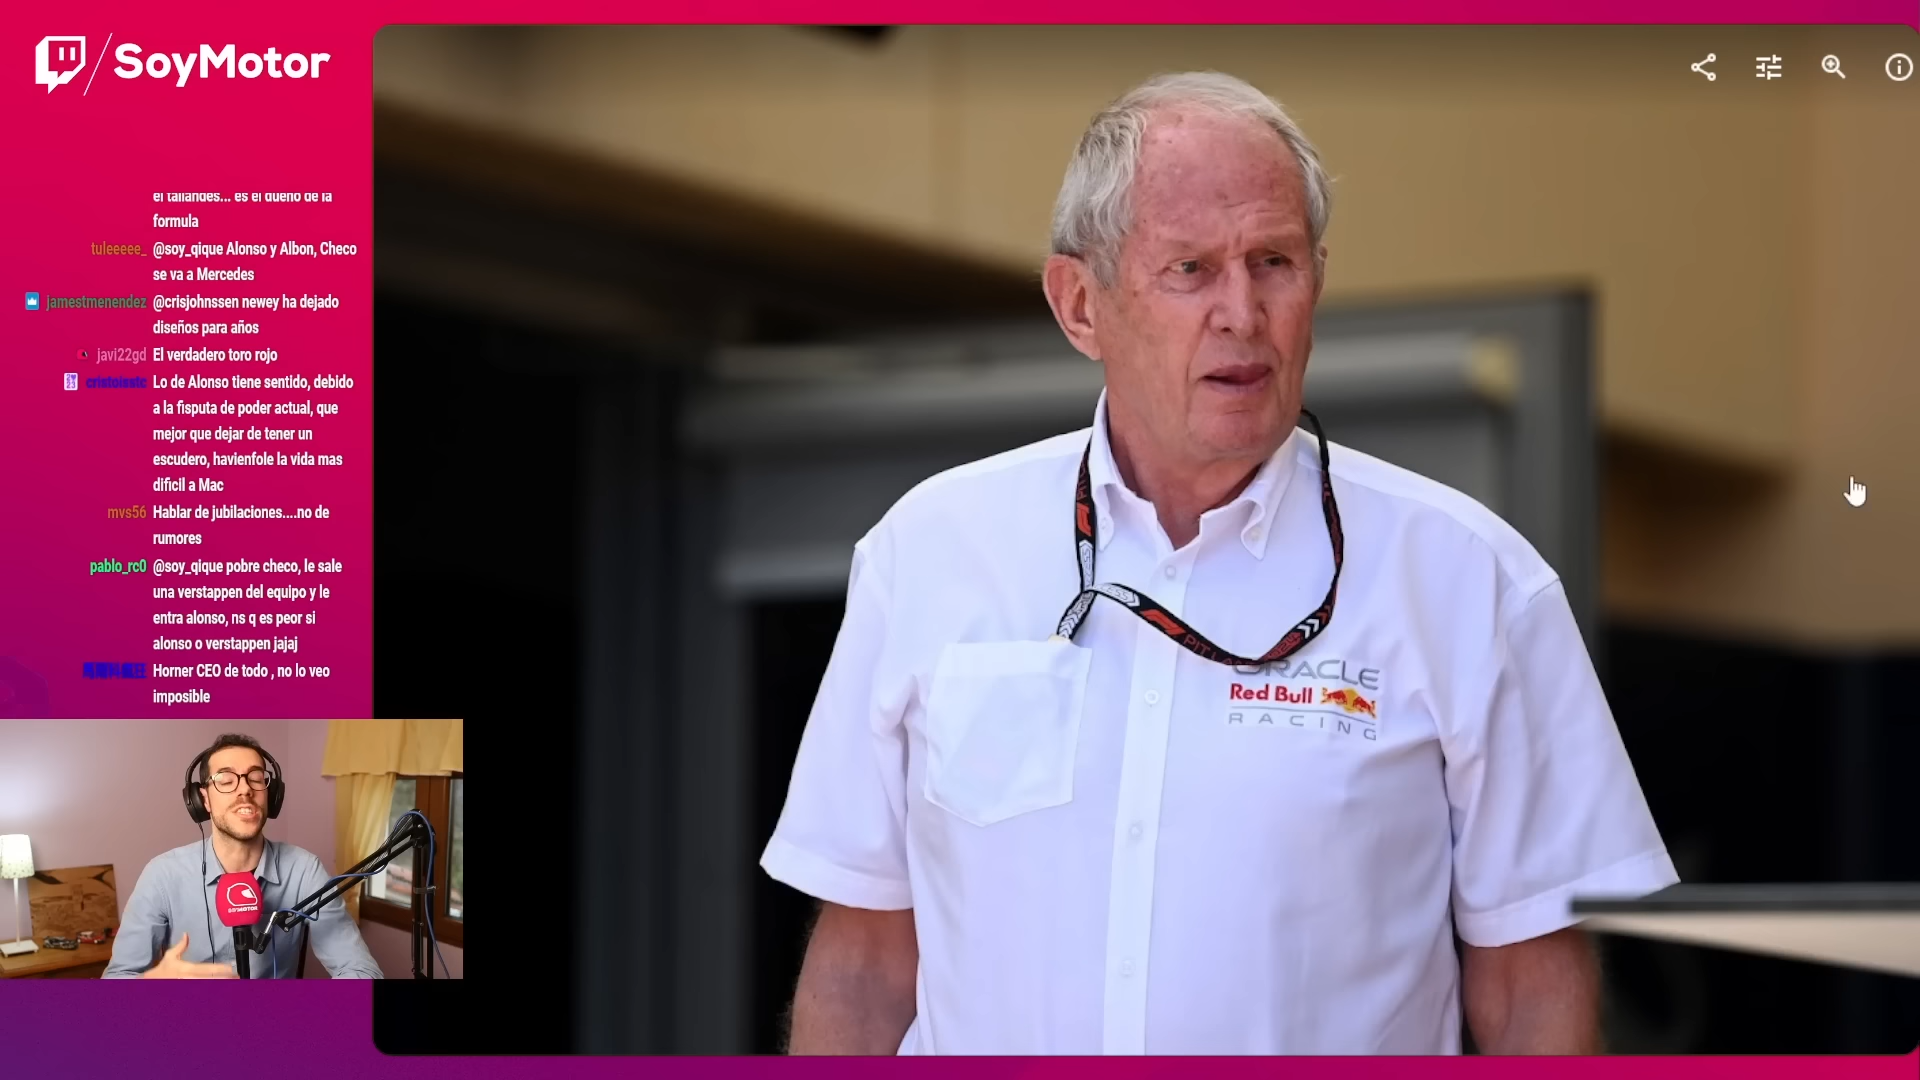 SoyMotor
el tailandes... es el dueño de la
formula
tuleeeee_ @soy_qique Alonso y Albon, Checo
se va a Mercedes
jamestmenendez @crisjohnssen newey ha dejado
diseños para años
javi22gd El verdadero toro rojo
cristoisstc Lo de Alonso tiene sentido, debido
a la fisputa de poder actual, que
mejor que dejar de tener un
escudero, havienfole la vida mas
dificil a Mac
mvs56 Hablar de jubilaciones....no de
rumores
pablo_rc0 @soy_qique pobre checo, le sale
una verstappen del equipo y le
entra alonso, ns q es peor si
alonso o verstappen jajaj
Horner CEO de todo , no lo veo
imposible
F1
PIT
ORACLE
Red Bull
RACING
SOYMOTOR